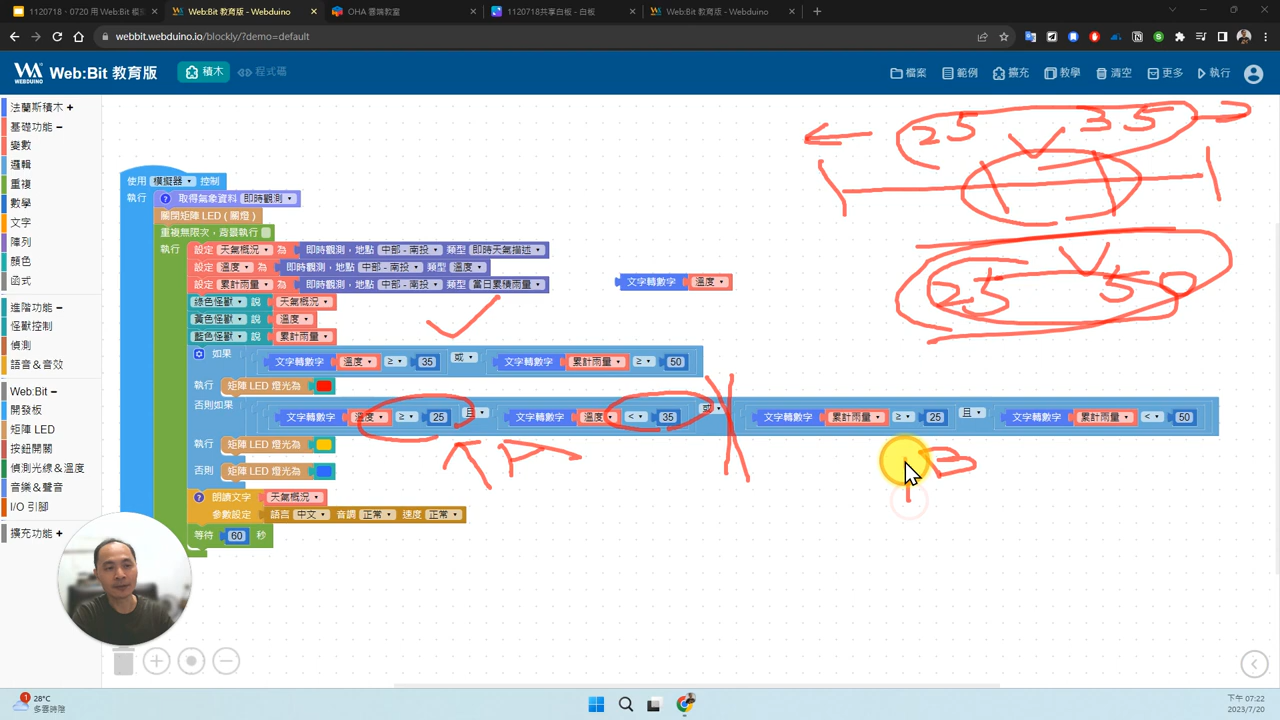 1120718 - 0720 用 Web:Bit 模
Web:Bit 教育版 - Webduino
OHA 雲端教室
1120718共享白板 - 白板
Web:Bit 教育版 - Webduino
webbit.webduino.io/blockly/?demo=default
WEBDUINO
Web:Bit 教育版
積木
程式碼
檔案
範例
擴充
教學
清空
更多
執行
法蘭斯積木
基礎功能
變數
邏輯
重複
數學
文字
陣列
顏色
函式
進階功能
怪獸控制
偵測
語音&音效
Web:Bit
開發板
矩陣 LED
按鈕開關
偵測光線&溫度
音樂&聲音
I/O 引腳
擴充功能
使用 模擬器 控制
執行
取得氣象資料 即時觀測
關閉矩陣 LED ( 關燈 )
重複無限次,背景執行
執行
設定 天氣概況 為 即時觀測,地點 中部 - 南投 類型 即時天氣描述
設定 溫度 為 即時觀測,地點 中部 - 南投 類型 溫度
設定 累計雨量 為 即時觀測,地點 中部 - 南投 類型 當日累積雨量
綠色怪獸 說 天氣概況
黃色怪獸 說 溫度
藍色怪獸 說 累計雨量
如果 文字轉數字 溫度 ≥ 35 或 文字轉數字 累計雨量 ≥ 50
執行 矩陣 LED 燈光為
否則如果 文字轉數字 溫度 ≥ 25 且 文字轉數字 溫度 < 35 或 文字轉數字 累計雨量 ≥ 25 且 文字轉數字 累計雨量 < 50
執行 矩陣 LED 燈光為
否則 矩陣 LED 燈光為
朗讀文字 天氣概況
參數設定 語言 中文 音調 正常 速度 正常
等待 60 秒
文字轉數字 溫度
25 35
25 50
B
28°C
多雲時陰
下午 07:22
2023/7/20